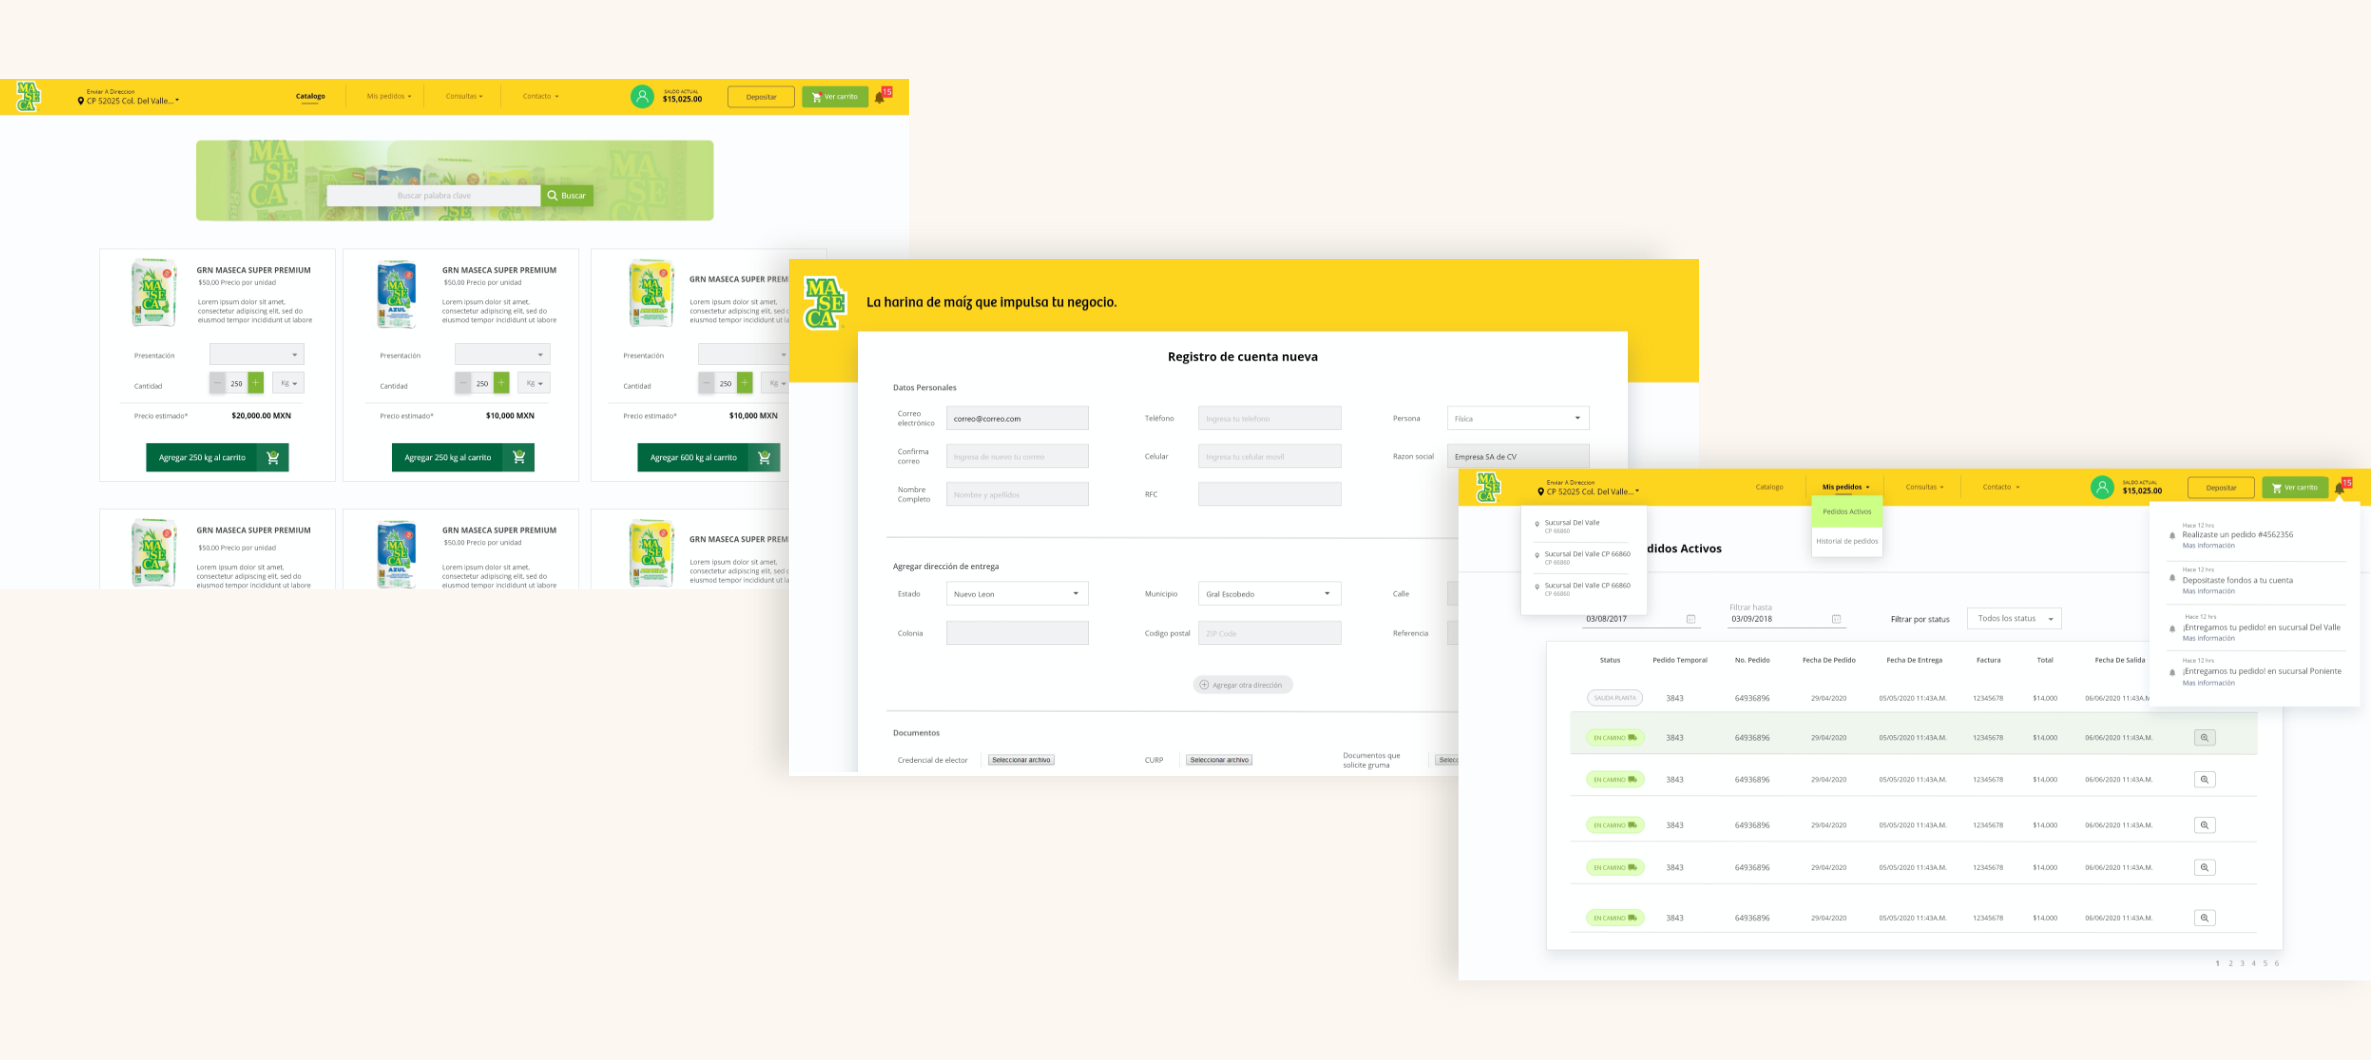 MA
SE
CA
Enviar A Direccion
CP 52025 Col. Del Valle...
Catalogo
Mis pedidos
Consultas
Contacto
SALDO ACTUAL
$15,025.00
Depositar
Ver carrito
15
MA
SE
CA
Buscar palabra clave
Buscar
GRN MASECA SUPER PREMIUM
$50.00 Precio por unidad
Lorem ipsum dolor sit amet,
consectetur adipiscing elit, sed do
eiusmod tempor incididunt ut labore
Presentación
Cantidad
250
Kg
Precio estimado*
$20,000.00 MXN
Agregar 250 kg al carrito
AZUL
GRN MASECA SUPER PREMIUM
$50.00 Precio por unidad
Lorem ipsum dolor sit amet,
consectetur adipiscing elit, sed do
eiusmod tempor incididunt ut labore
Presentación
Cantidad
250
Kg
Precio estimado*
$10,000 MXN
Agregar 250 kg al carrito
GRN MASECA SUPER PREM
Lorem ipsum dolor sit amet,
consectetur adipiscing elit, sed
eiusmod tempor incididunt ut la
Presentación
Cantidad
250
Kg
Precio estimado*
$10,000 MXN
Agregar 600 kg al carrito
GRN MASECA SUPER PREMIUM
$50.00 Precio por unidad
Lorem ipsum dolor sit amet,
consectetur adipiscing elit, sed do
eiusmod tempor incididunt ut labore
AZUL
GRN MASECA SUPER PREMIUM
$50.00 Precio por unidad
Lorem ipsum dolor sit amet,
consectetur adipiscing elit, sed do
eiusmod tempor incididunt ut labore
GRN MASECA SUPER PREM
Lorem ipsum dolor sit amet,
consectetur adipiscing elit, sed
eiusmod tempor incididunt ut la
MA
SE
CA
La harina de maíz que impulsa tu negocio.
Registro de cuenta nueva
Datos Personales
Correo
electrónico
correo@correo.com
Teléfono
Ingresa tu telefono
Persona
Física
Confirma
correo
Ingresa de nuevo tu correo
Celular
Ingresa tu celular movil
Razon social
Empresa SA de CV
Nombre
Completo
Nombre y apellidos
RFC
Agregar dirección de entrega
Estado
Nuevo Leon
Municipio
Gral Escobedo
Calle
Colonia
Codigo postal
ZIP Code
Referencia
Agregar otra dirección
Documentos
Credencial de elector
Seleccionar archivo
CURP
Seleccionar archivo
Documentos que
solicite gruma
Selecc
MA
SE
CA
Enviar A Direccion
CP 52025 Col. Del Valle...
Catalogo
Mis pedidos
Consultas
Contacto
SALDO ACTUAL
$15,025.00
Depositar
Ver carrito
15
Sucursal Del Valle
CP 66860
Sucursal Del Valle CP 66860
CP 66860
Sucursal Del Valle CP 66860
CP 66860
Pedidos Activos
Historial de pedidos
didos Activos
Hace 12 hrs
Realizaste un pedido #4562356
Mas información
Hace 12 hrs
Depositaste fondos a tu cuenta
Mas información
Hace 12 hrs
¡Entregamos tu pedido! en sucursal Del Valle
Mas información
Hace 12 hrs
¡Entregamos tu pedido! en sucursal Poniente
Mas información
03/08/2017
Filtrar hasta
03/09/2018
Filtrar por status
Todos los status
Status Pedido Temporal No. Pedido Fecha De Pedido Fecha De Entrega Factura Total Fecha De Salida
SALIDA PLANTA 3843 64936896 29/04/2020 05/05/2020 11:43A.M. 12345678 $14,000 06/06/2020 11:43A.M
EN CAMINO 3843 64936896 29/04/2020 05/05/2020 11:43A.M. 12345678 $14,000 06/06/2020 11:43A.M.
EN CAMINO 3843 64936896 29/04/2020 05/05/2020 11:43A.M. 12345678 $14,000 06/06/2020 11:43A.M.
EN CAMINO 3843 64936896 29/04/2020 05/05/2020 11:43A.M. 12345678 $14,000 06/06/2020 11:43A.M.
EN CAMINO 3843 64936896 29/04/2020 05/05/2020 11:43A.M. 12345678 $14,000 06/06/2020 11:43A.M.
EN CAMINO 3843 64936896 29/04/2020 05/05/2020 11:43A.M. 12345678 $14,000 06/06/2020 11:43A.M.
1 2 3 4 5 6